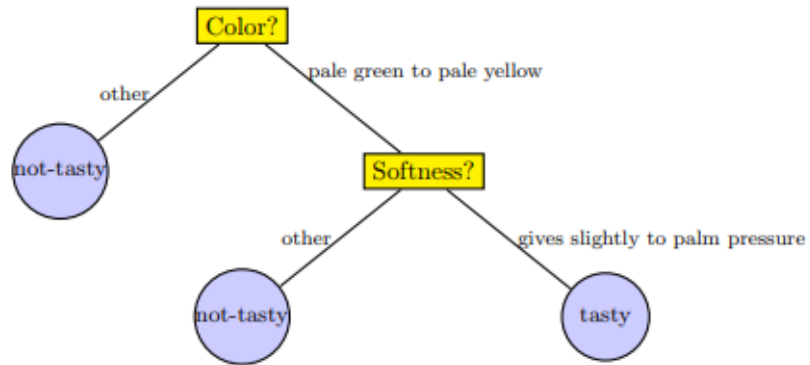 Color?
other
pale green to pale yellow
not-tasty
Softness?
other
gives slightly to palm pressure
not-tasty
tasty